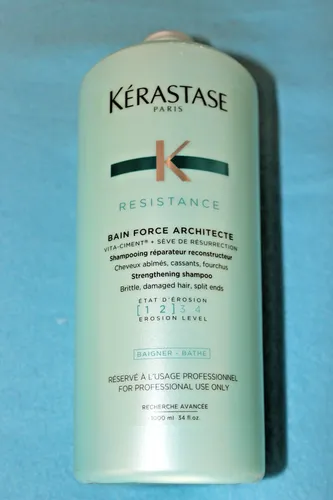 KÉRASTASE
PARIS
K
RESISTANCE
BAIN FORCE ARCHITECTE
VITA-CIMENT® + SÈVE DE RÉSURRECTION
Shampooing réparateur reconstructeur
Cheveux abîmés, cassants, fourchus
Strengthening shampoo
Brittle, damaged hair, split ends
ÉTAT D'ÉROSION
[1 2] 3 4
EROSION LEVEL
BAIGNER - BATHE
RÉSERVÉ À L'USAGE PROFESSIONNEL
FOR PROFESSIONAL USE ONLY
RECHERCHE AVANCÉE
1000 ml 34 fl.oz.